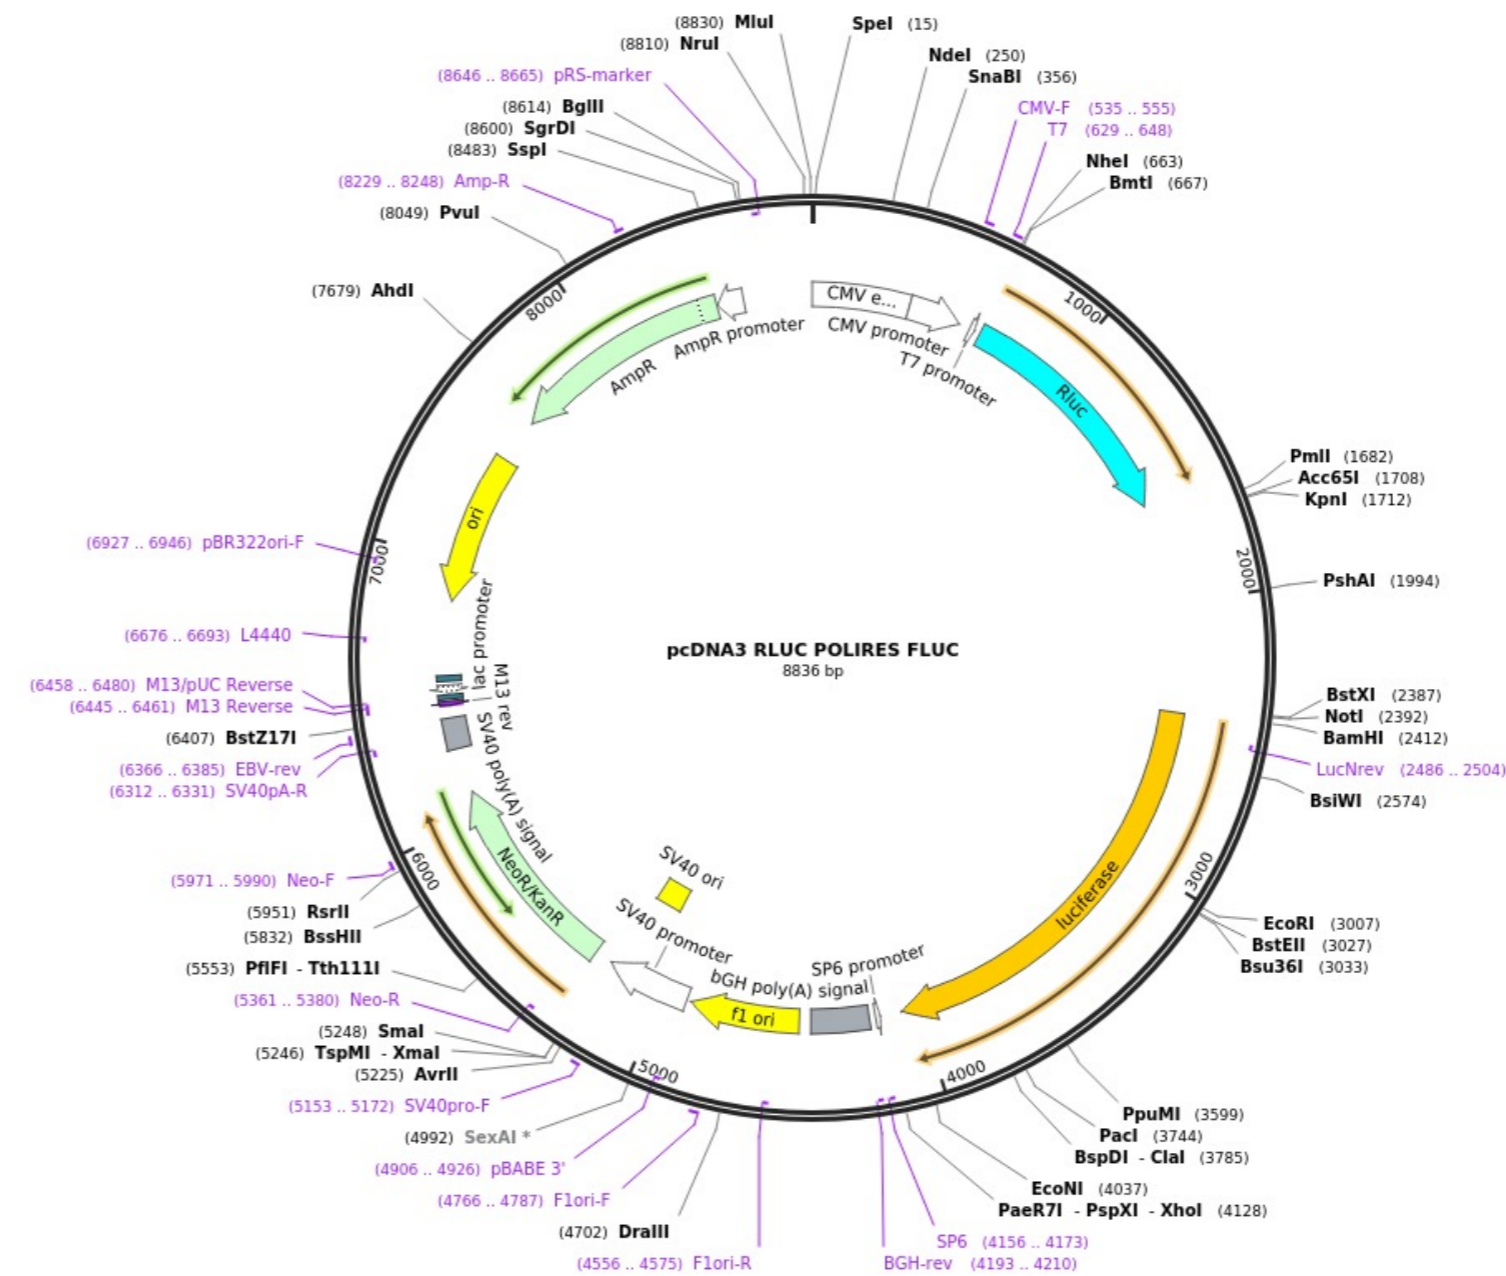 (8830) MluI
SpeI (15)
(8810) NruI
NdeI (250)
(8646 .. 8665) pRS-marker
SnaBI (356)
(8614) BglII
CMV-F (535 .. 555)
(8600) SgrDI
T7 (629 .. 648)
(8483) SspI
NheI (663)
(8229 .. 8248) Amp-R
BmtI (667)
(8049) PvuI
(7679) AhdI
8000
1000
CMV e...
CMV promoter
AmpR promoter
T7 promoter
AmpR
Rluc
PmlI (1682)
Acc65I (1708)
KpnI (1712)
ori
(6927 .. 6946) pBR322ori-F
7000
2000
PshAI (1994)
(6676 .. 6693) L4440
lac promoter
pcDNA3 RLUC POLIRES FLUC
8836 bp
(6458 .. 6480) M13/pUC Reverse
M13 rev
BstXI (2387)
(6445 .. 6461) M13 Reverse
NotI (2392)
(6407) BstZ17I
BamHI (2412)
(6366 .. 6385) EBV-rev
LucNrev (2486 .. 2504)
(6312 .. 6331) SV40pA-R
SV40 poly(A) signal
BsiWI (2574)
6000
3000
(5971 .. 5990) Neo-F
NeoR/KanR
SV40 ori
luciferase
(5951) RsrII
EcoRI (3007)
(5832) BssHII
SV40 promoter
BstEII (3027)
(5553) PflFI - Tth111I
SP6 promoter
Bsu36I (3033)
bGH poly(A) signal
(5361 .. 5380) Neo-R
f1 ori
(5248) SmaI
(5246) TspMI - XmaI
(5225) AvrII
5000
4000
(5153 .. 5172) SV40pro-F
PpuMI (3599)
(4992) SexAI *
PacI (3744)
(4906 .. 4926) pBABE 3'
BspDI - ClaI (3785)
(4766 .. 4787) F1ori-F
EcoNI (4037)
PaeR7I - PspXI - XhoI (4128)
(4702) DraIII
SP6 (4156 .. 4173)
(4556 .. 4575) F1ori-R
BGH-rev (4193 .. 4210)